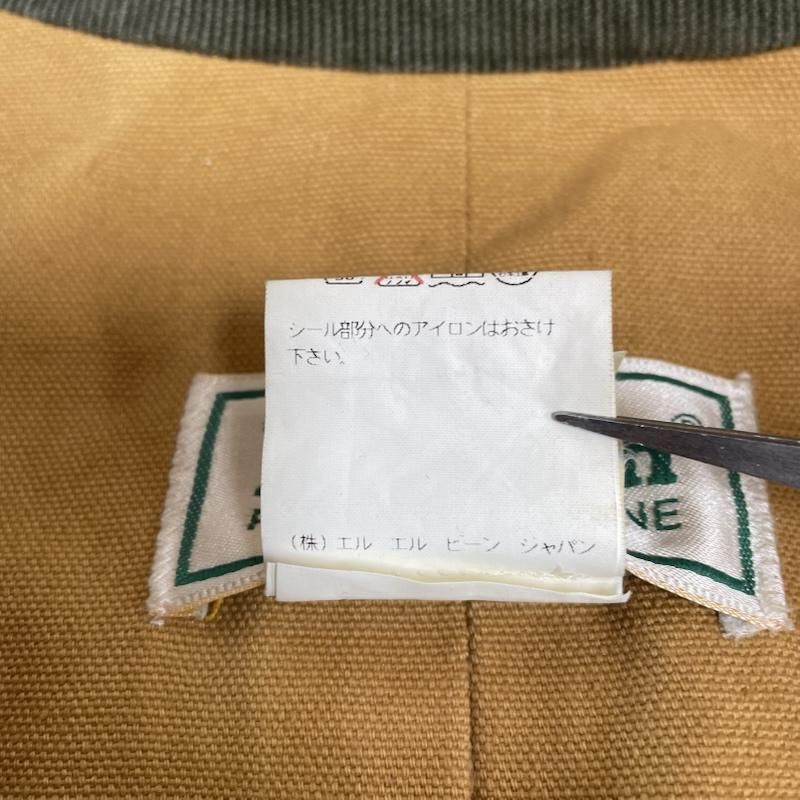 シール部分へのアイロンはおさけ
下さい。
®
NE
(株) エル エル ビーン ジャパン